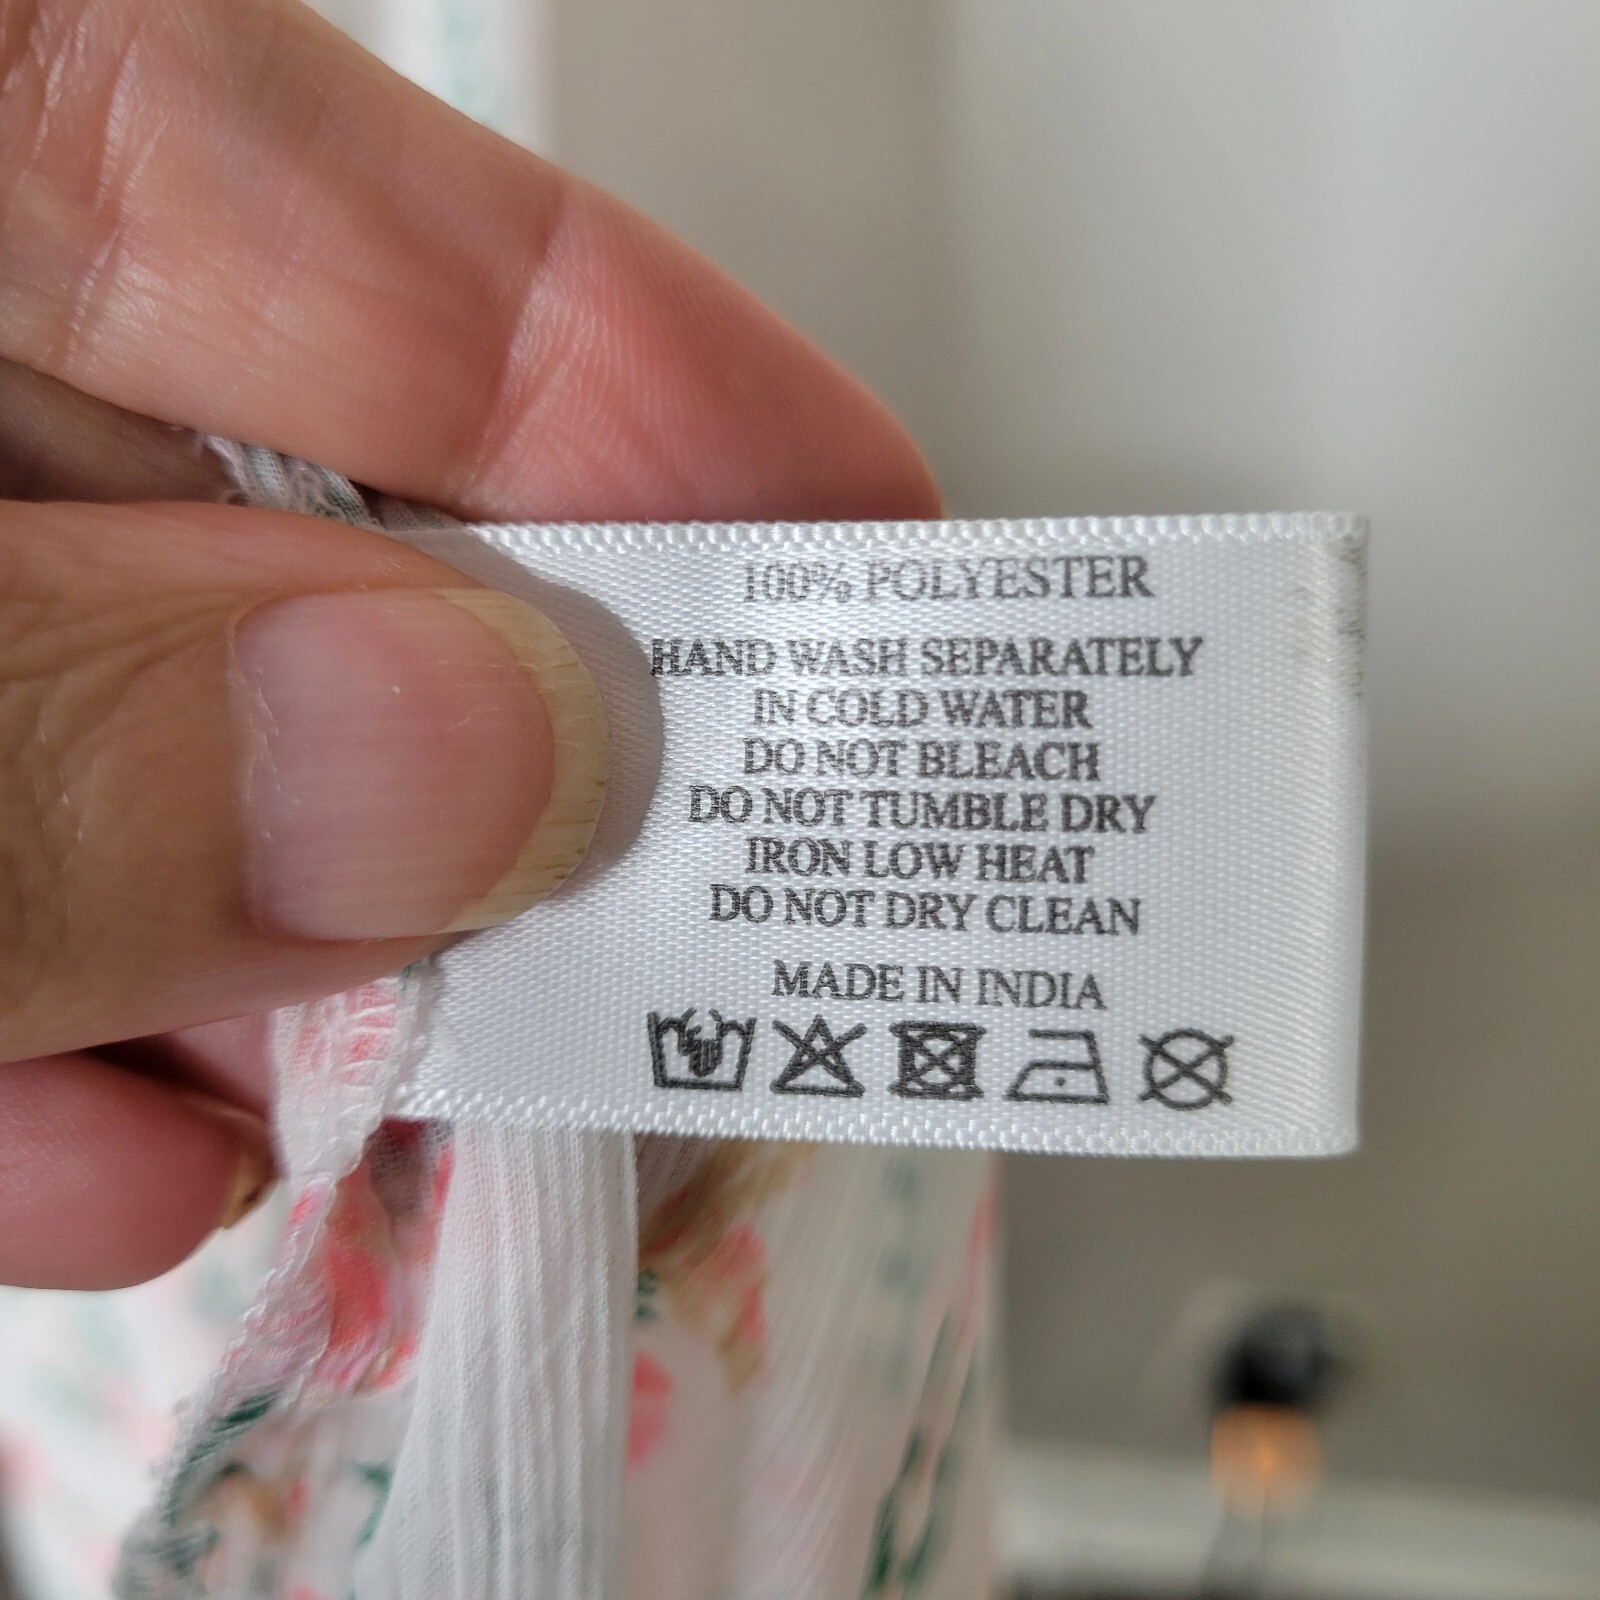 100% POLYESTER
HAND WASH SEPARATELY
IN COLD WATER
DO NOT BLEACH
DO NOT TUMBLE DRY
IRON LOW HEAT
DO NOT DRY CLEAN
MADE IN INDIA